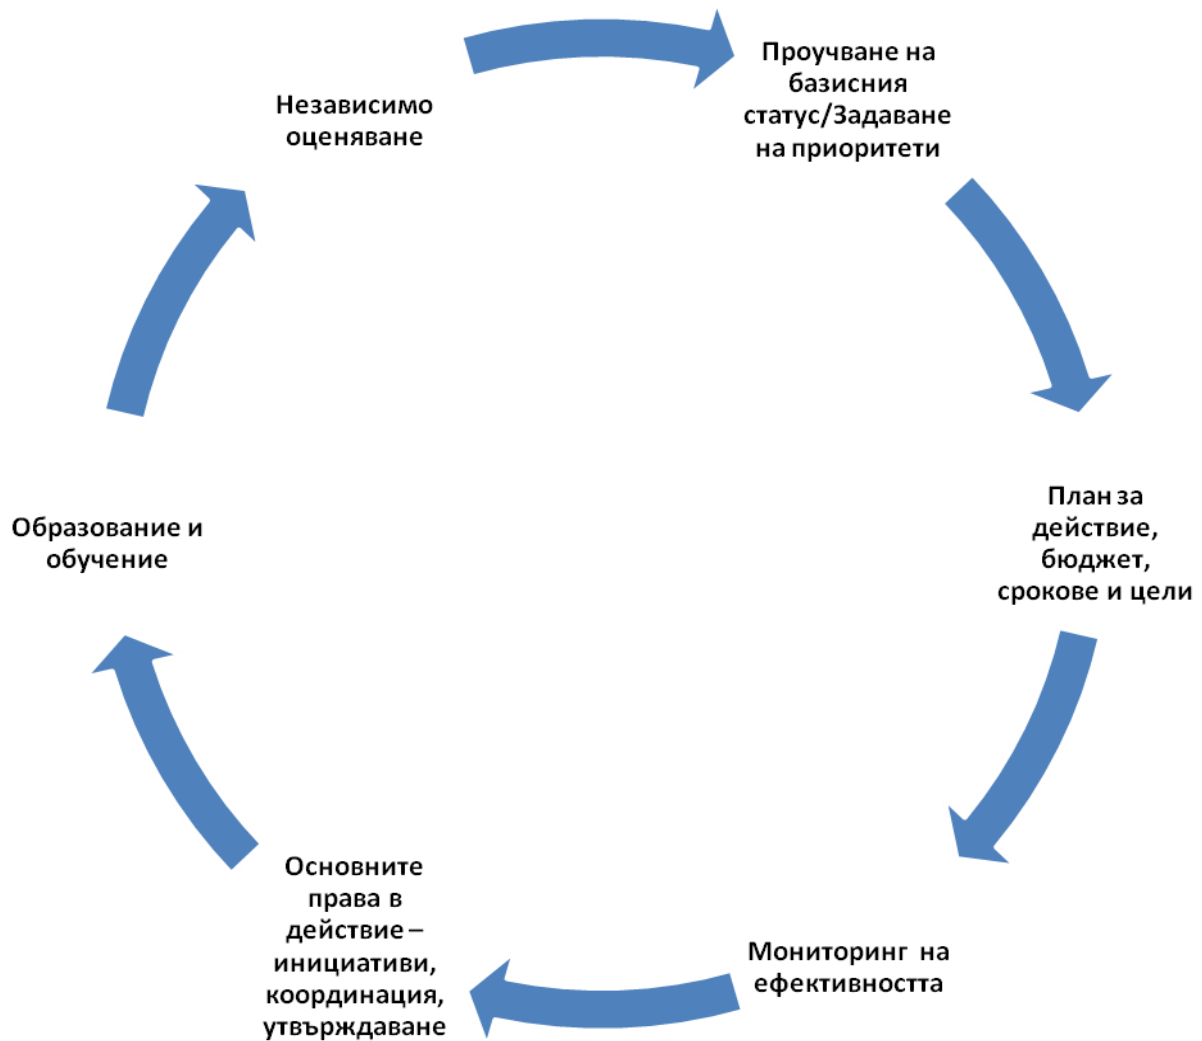 Проучване на
базисния
статус/Задаване
на приоритети
План за
действие,
бюджет,
срокове и цели
Мониторинг на
ефективността
Основните
права в
действие –
инициативи,
координация,
утвърждаване
Образование и
обучение
Независимо
оценяване